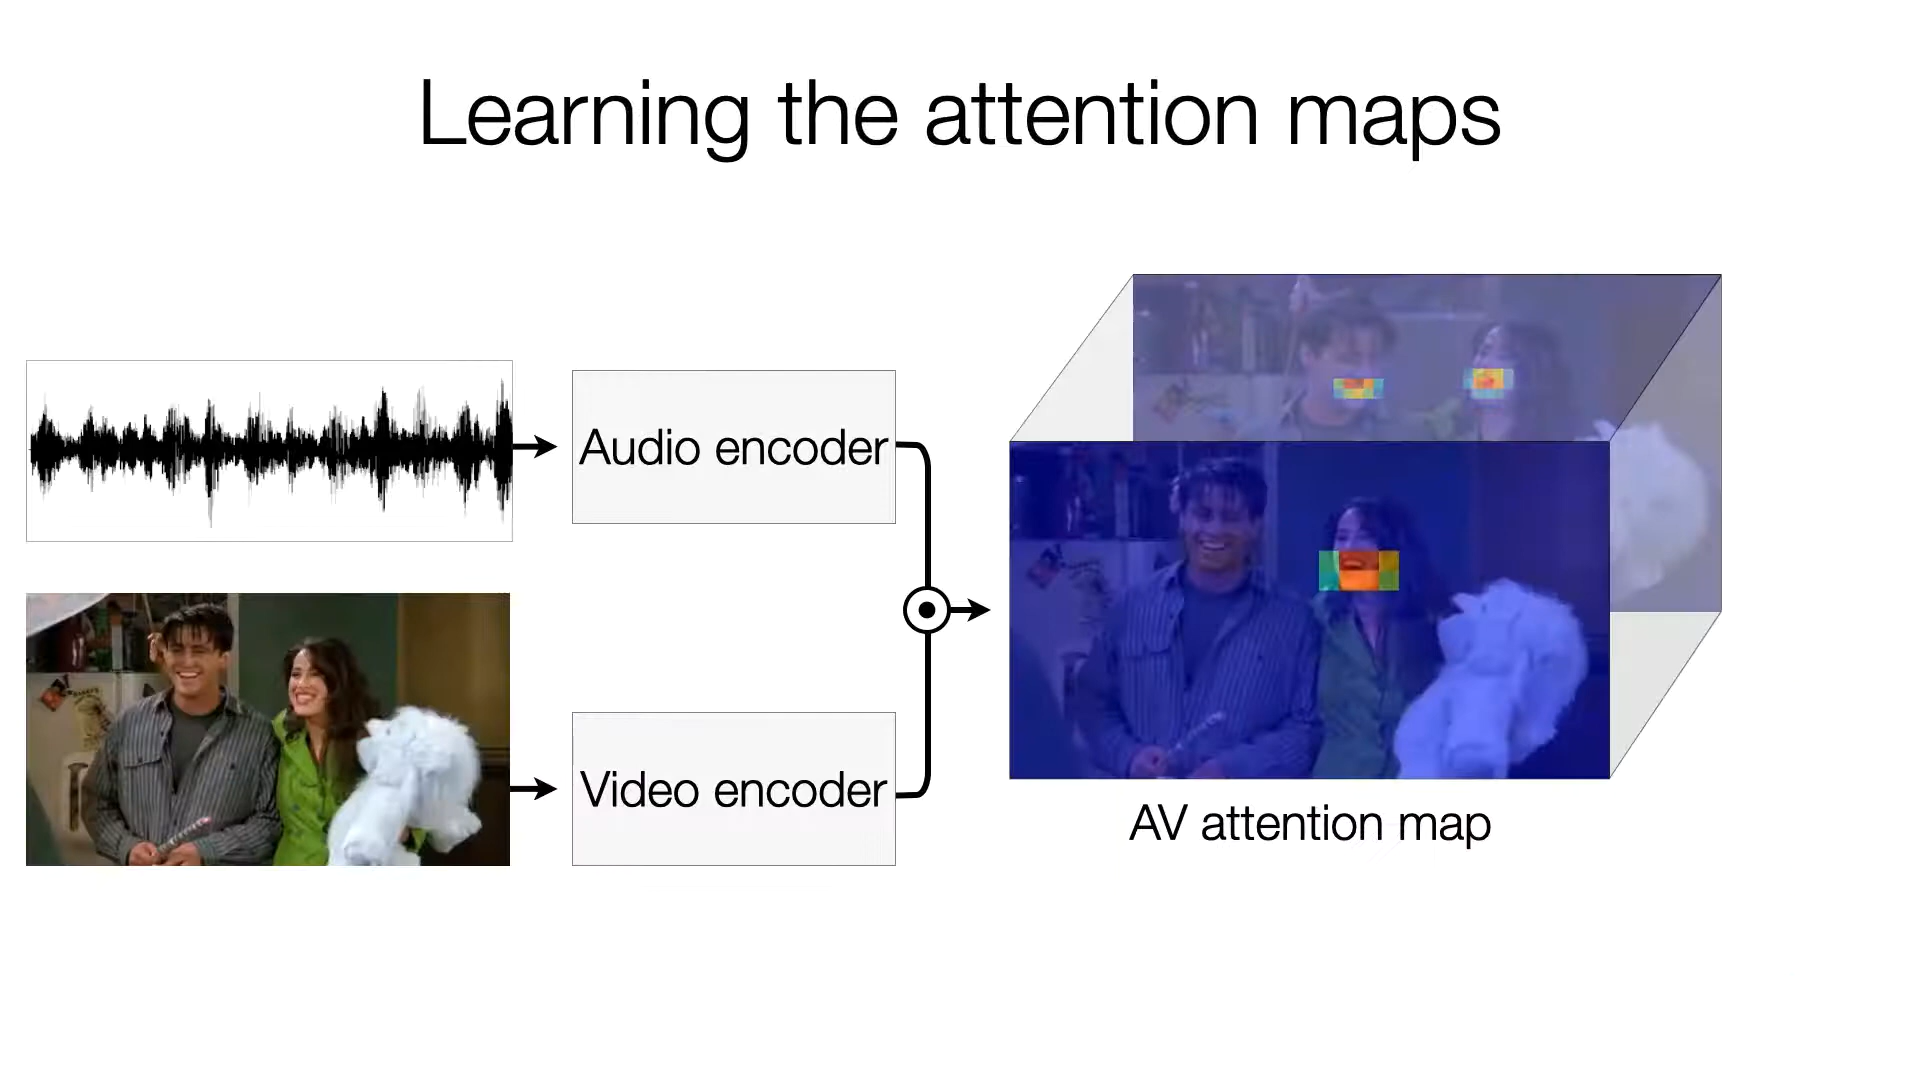 Learning the attention maps
Audio encoder
Video encoder
AV attention map